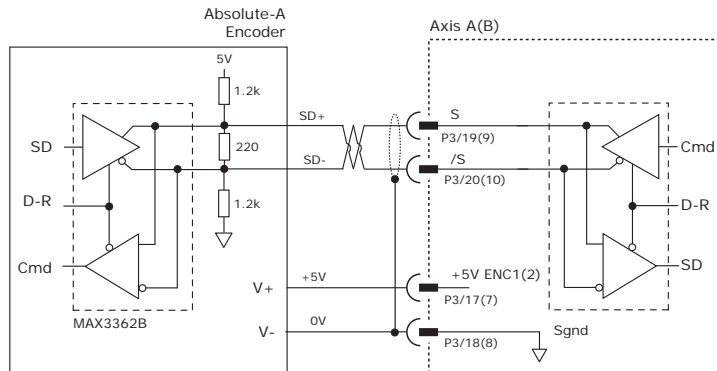 Absolute-A
Encoder
Axis A(B)
5V
1.2k
SD+
S
P3/19(9)
SD
220
Cmd
SD-
/S
P3/20(10)
D-R
1.2k
D-R
Cmd
SD
+5V
+5V ENC1(2)
V+
P3/17(7)
MAX3362B
0V
Sgnd
V-
P3/18(8)